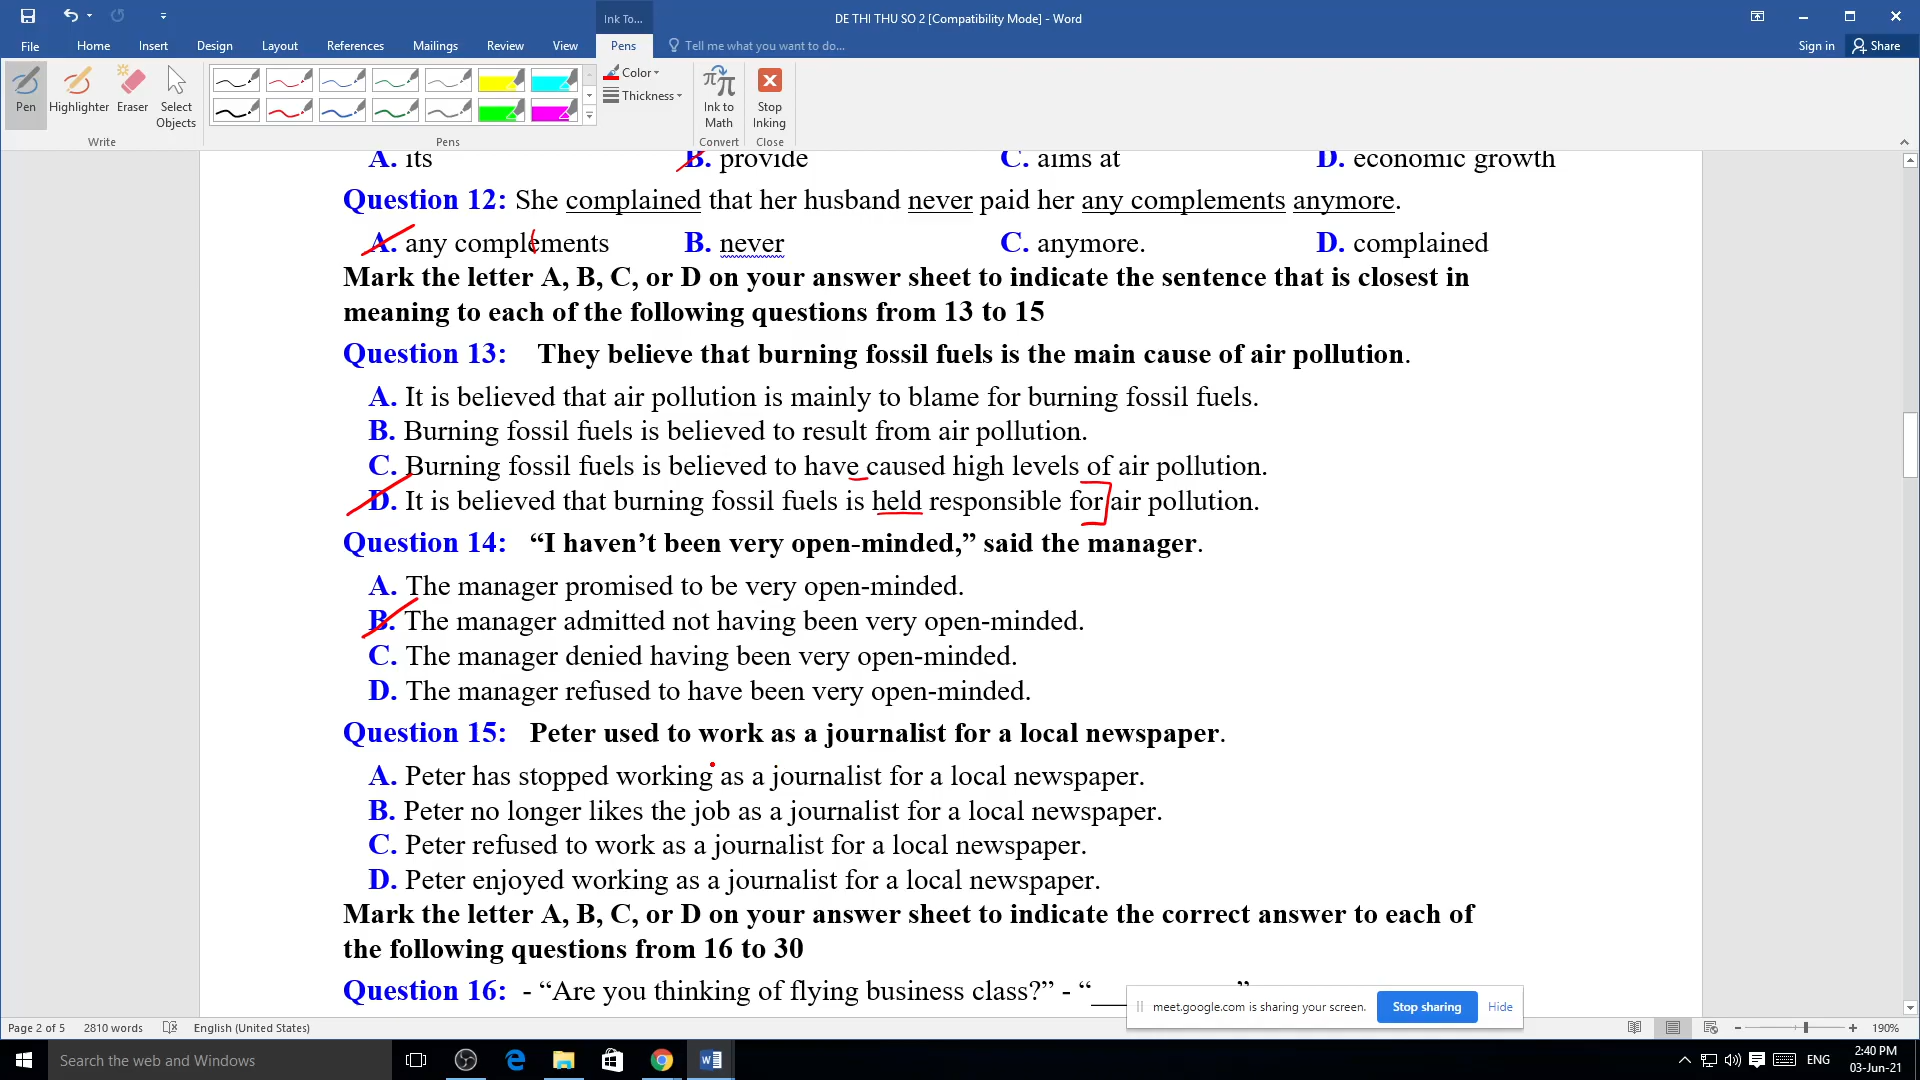 Ink To...
DE THI THU SO 2 [Compatibility Mode] - Word
File Home Insert Design Layout References Mailings Review View Pens Tell me what you want to do... Sign in Share
Pen Highlighter Eraser Select Objects
Color
Thickness
Ink to Math
Stop Inking
Write Pens Convert Close
A. its B. provide C. aims at D. economic growth
Question 12: She complained that her husband never paid her any complements anymore.
A. any complements B. never C. anymore. D. complained
Mark the letter A, B, C, or D on your answer sheet to indicate the sentence that is closest in
meaning to each of the following questions from 13 to 15
Question 13: They believe that burning fossil fuels is the main cause of air pollution.
A. It is believed that air pollution is mainly to blame for burning fossil fuels.
B. Burning fossil fuels is believed to result from air pollution.
C. Burning fossil fuels is believed to have caused high levels of air pollution.
D. It is believed that burning fossil fuels is held responsible for air pollution.
Question 14: “I haven’t been very open-minded,” said the manager.
A. The manager promised to be very open-minded.
B. The manager admitted not having been very open-minded.
C. The manager denied having been very open-minded.
D. The manager refused to have been very open-minded.
Question 15: Peter used to work as a journalist for a local newspaper.
A. Peter has stopped working as a journalist for a local newspaper.
B. Peter no longer likes the job as a journalist for a local newspaper.
C. Peter refused to work as a journalist for a local newspaper.
D. Peter enjoyed working as a journalist for a local newspaper.
Mark the letter A, B, C, or D on your answer sheet to indicate the correct answer to each of
the following questions from 16 to 30
Question 16: - “Are you thinking of flying business class?” - “___ ”
meet.google.com is sharing your screen. Stop sharing Hide
Page 2 of 5 2810 words English (United States) 190%
Search the web and Windows
ENG
2:40 PM
03-Jun-21